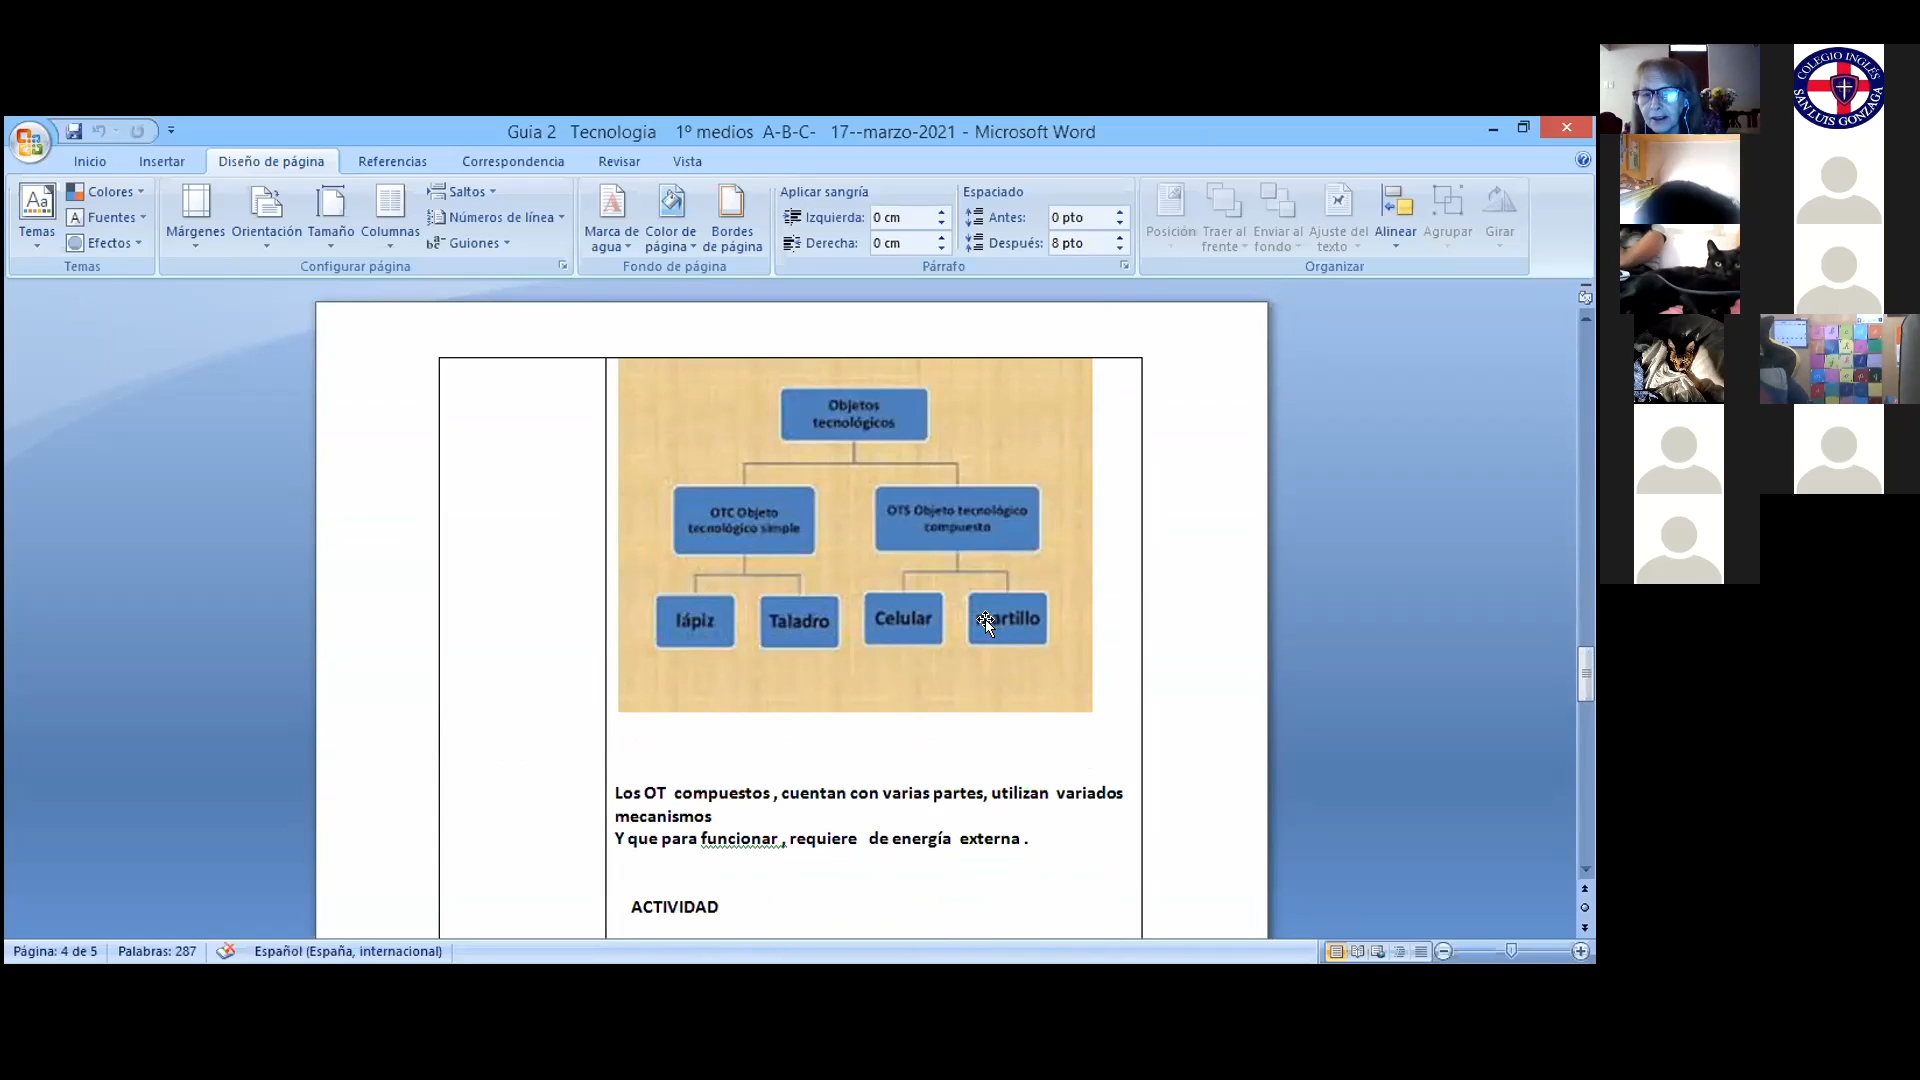 Guia 2 Tecnologia 1º medios A-B-C- 17--marzo-2021 - Microsoft Word
Inicio Insertar Diseño de página Referencias Correspondencia Revisar Vista
Temas
Colores
Fuentes
Efectos
Temas
Márgenes Orientación Tamaño Columnas
Saltos
Números de línea
Guiones
Configurar página
Marca de agua
Color de página
Bordes de página
Fondo de página
Aplicar sangría
Izquierda: 0 cm
Derecha: 0 cm
Espaciado
Antes: 0 pto
Después: 8 pto
Párrafo
Posición
Traer al frente
Enviar al fondo
Ajuste del texto
Alinear
Agrupar
Girar
Organizar
Objetos
tecnológicos
OTC Objeto
tecnológico simple
OTS Objeto tecnológico
compuesto
lápiz Taladro Celular
Los OT compuestos , cuentan con varias partes, utilizan variados
mecanismos
Y que para funcionar , requiere de energía externa .
ACTIVIDAD
Página: 4 de 5 Palabras: 287 Español (España, internacional)
COLEGIO INGLÉS
SAN LUIS GONZAGA